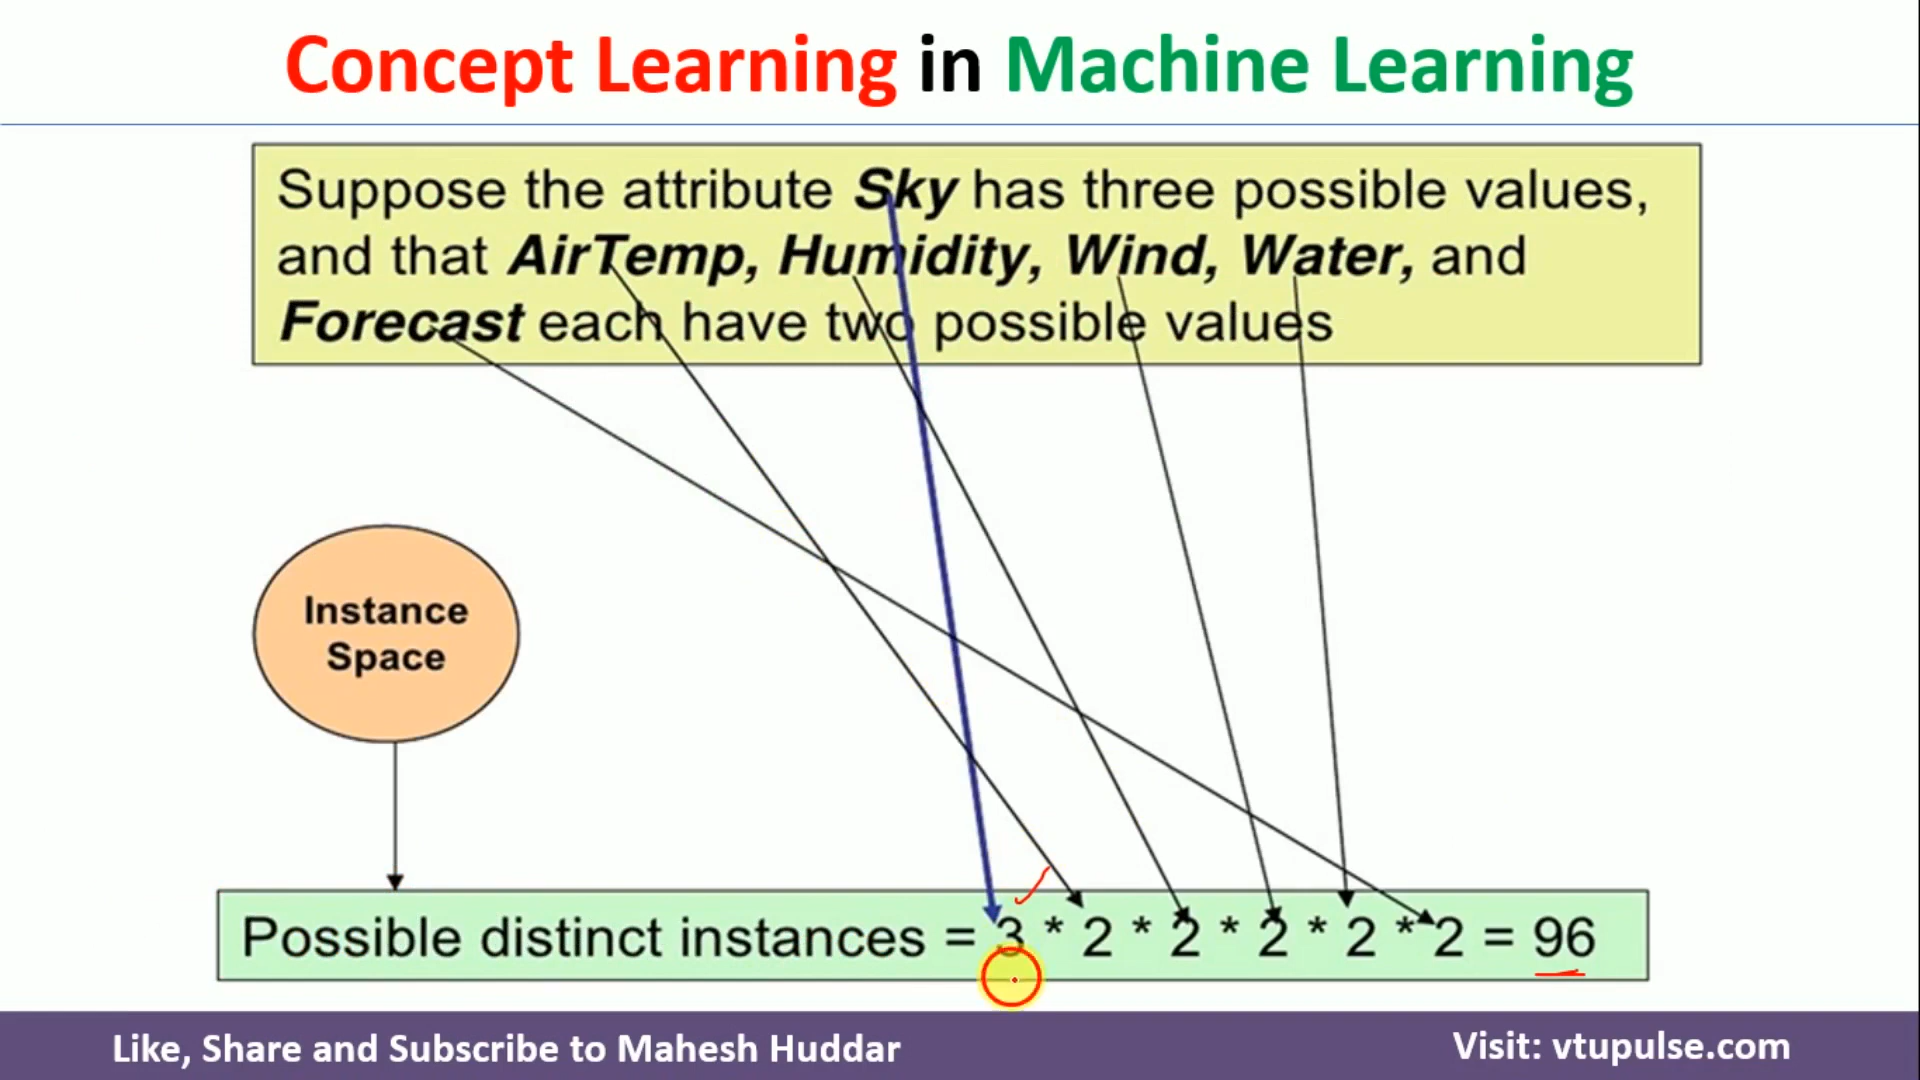 Concept Learning in Machine Learning
Suppose the attribute Sky has three possible values,
and that AirTemp, Humidity, Wind, Water, and
Forecast each have two possible values
Instance
Space
Possible distinct instances = 3 * 2 * 2 * 2 * 2 * 2 = 96
Like, Share and Subscribe to Mahesh Huddar
Visit: vtupulse.com